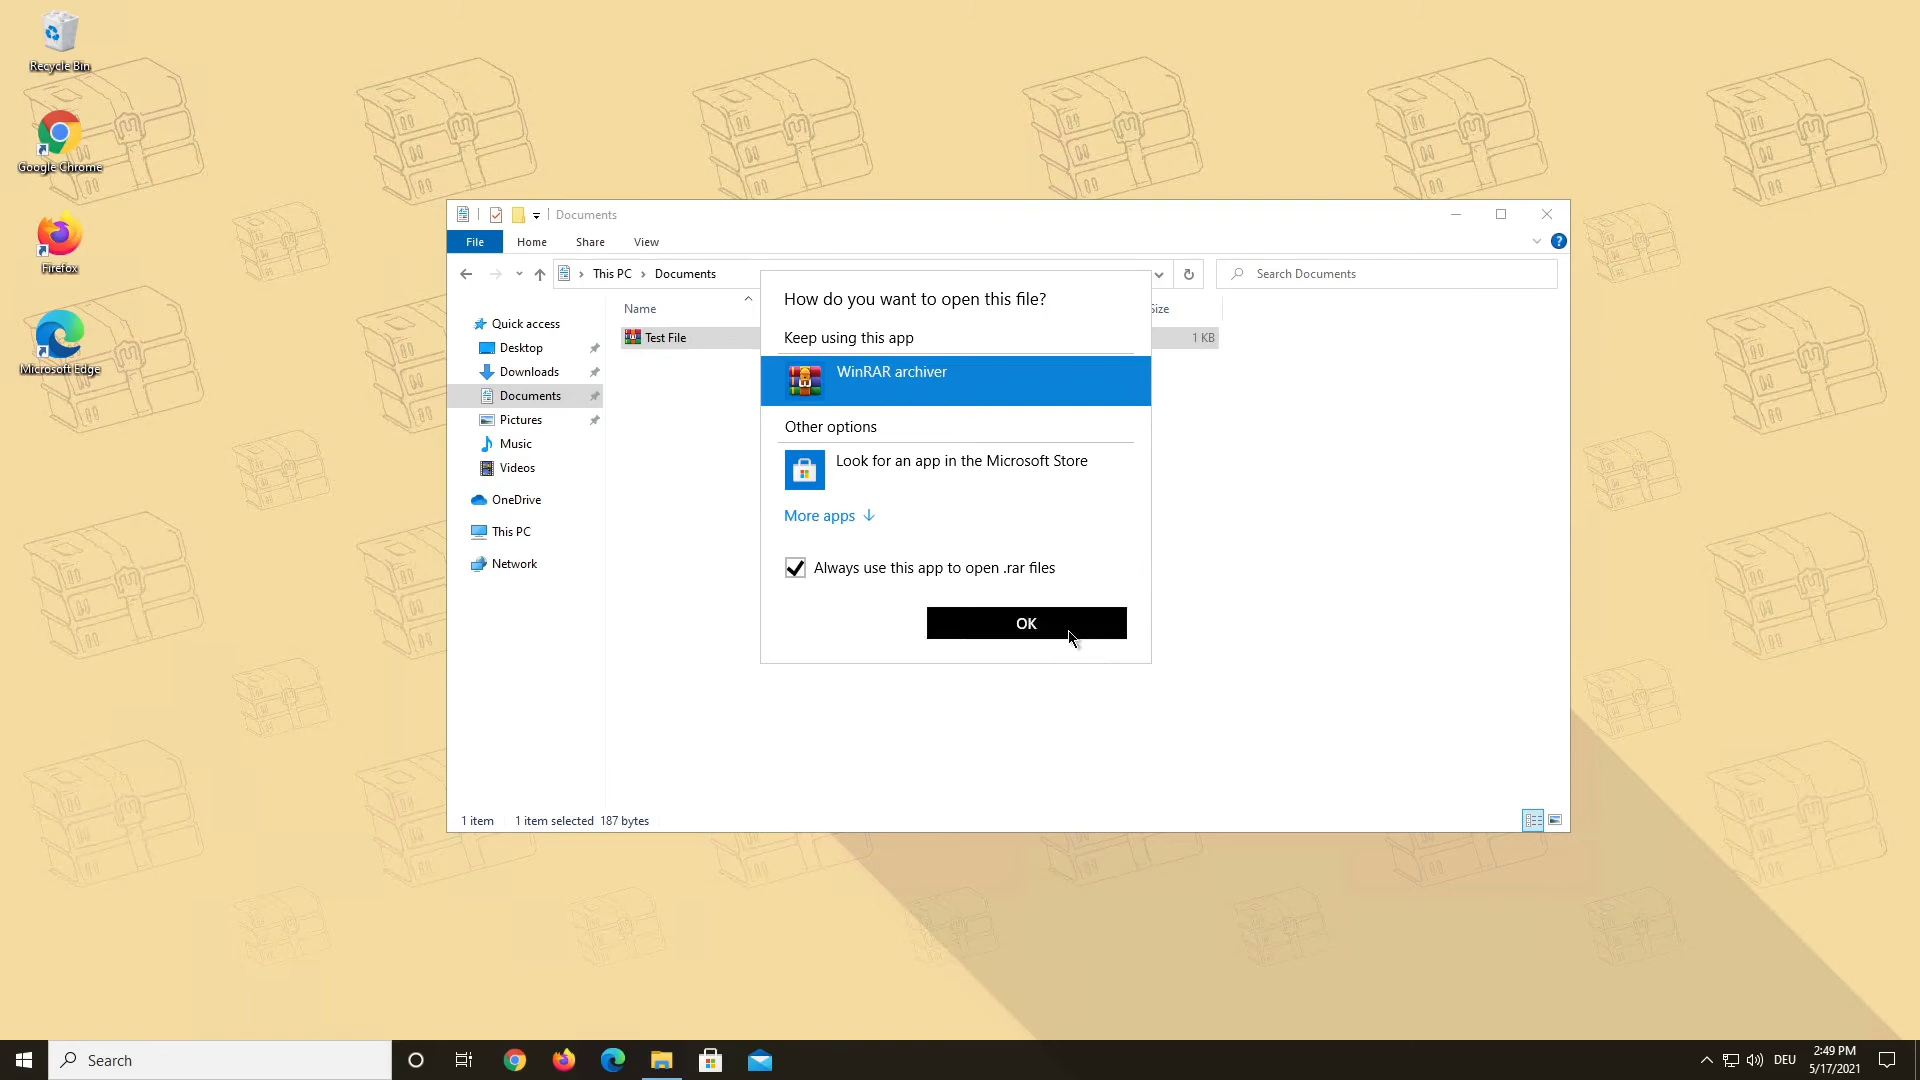 Recycle Bin
Google Chrome
Firefox
Microsoft Edge
Documents
File Home Share View
This PC Documents
Search Documents
Name
Size
Test File
1 KB
Quick access
Desktop
Downloads
Documents
Pictures
Music
Videos
OneDrive
This PC
Network
How do you want to open this file?
Keep using this app
WinRAR archiver
Other options
Look for an app in the Microsoft Store
More apps
Always use this app to open .rar files
OK
1 item 1 item selected 187 bytes
Search
DEU
2:49 PM
5/17/2021